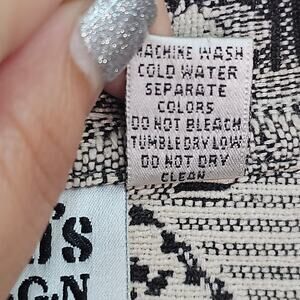 MACHINE WASH
COLD WATER
SEPARATE
COLORS
DO NOT BLEACH
TUMBLE DRY LOW
DO NOT DRY
CLEAN